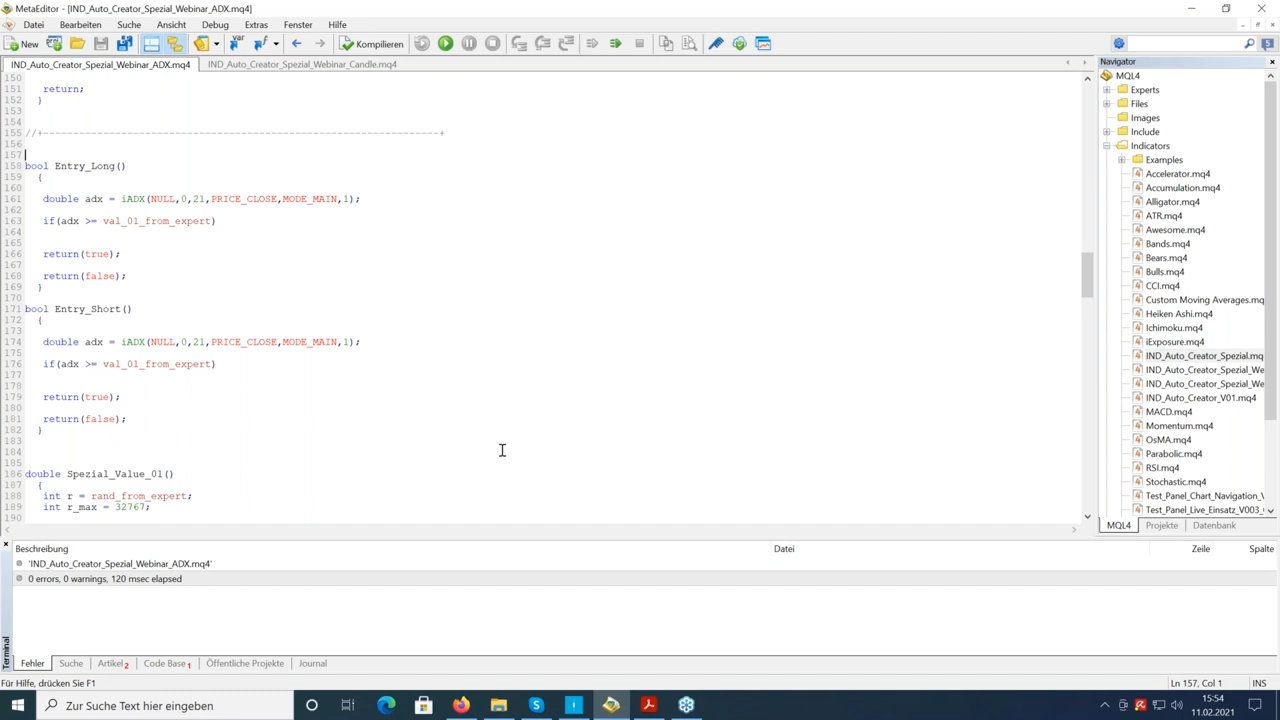 MetaEditor - [IND_Auto_Creator_Spezial_Webinar_ADX.mq4]
Datei Bearbeiten Suche Ansicht Debug Extras Fenster Hilfe
New Kompilieren 5
IND_Auto_Creator_Spezial_Webinar_ADX.mq4 IND_Auto_Creator_Spezial_Webinar_Candle.mq4
150
151 return;
152 }
153
154
155 //+------------------------------------------------------------------+
156
157
158 bool Entry_Long()
159 {
160
161 double adx = iADX(NULL,0,21,PRICE_CLOSE,MODE_MAIN,1);
162
163 if(adx >= val_01_from_expert)
164
165
166 return(true);
167
168 return(false);
169 }
170
171 bool Entry_Short()
172 {
173
174 double adx = iADX(NULL,0,21,PRICE_CLOSE,MODE_MAIN,1);
175
176 if(adx >= val_01_from_expert)
177
178
179 return(true);
180
181 return(false);
182 }
183
184
185
186 double Spezial_Value_01()
187 {
188 int r = rand_from_expert;
189 int r_max = 32767;
190
Navigator
MQL4
Experts
Files
Images
Include
Indicators
Examples
Accelerator.mq4
Accumulation.mq4
Alligator.mq4
ATR.mq4
Awesome.mq4
Bands.mq4
Bears.mq4
Bulls.mq4
CCI.mq4
Custom Moving Averages.mq
Heiken Ashi.mq4
Ichimoku.mq4
iExposure.mq4
IND_Auto_Creator_Spezial.mq
IND_Auto_Creator_Spezial_We
IND_Auto_Creator_Spezial_We
IND_Auto_Creator_V01.mq4
MACD.mq4
Momentum.mq4
OsMA.mq4
Parabolic.mq4
RSI.mq4
Stochastic.mq4
Test_Panel_Chart_Navigation_V
Test_Panel_Live_Einsatz_V003_
MQL4 Projekte Datenbank
Beschreibung Datei Zeile Spalte
'IND_Auto_Creator_Spezial_Webinar_ADX.mq4'
0 errors, 0 warnings, 120 msec elapsed
Terminal
Fehler Suche Artikel 2 Code Base 1 Öffentliche Projekte Journal
Für Hilfe, drücken Sie F1 Ln 157, Col 1 INS
Zur Suche Text hier eingeben 15:54
11.02.2021